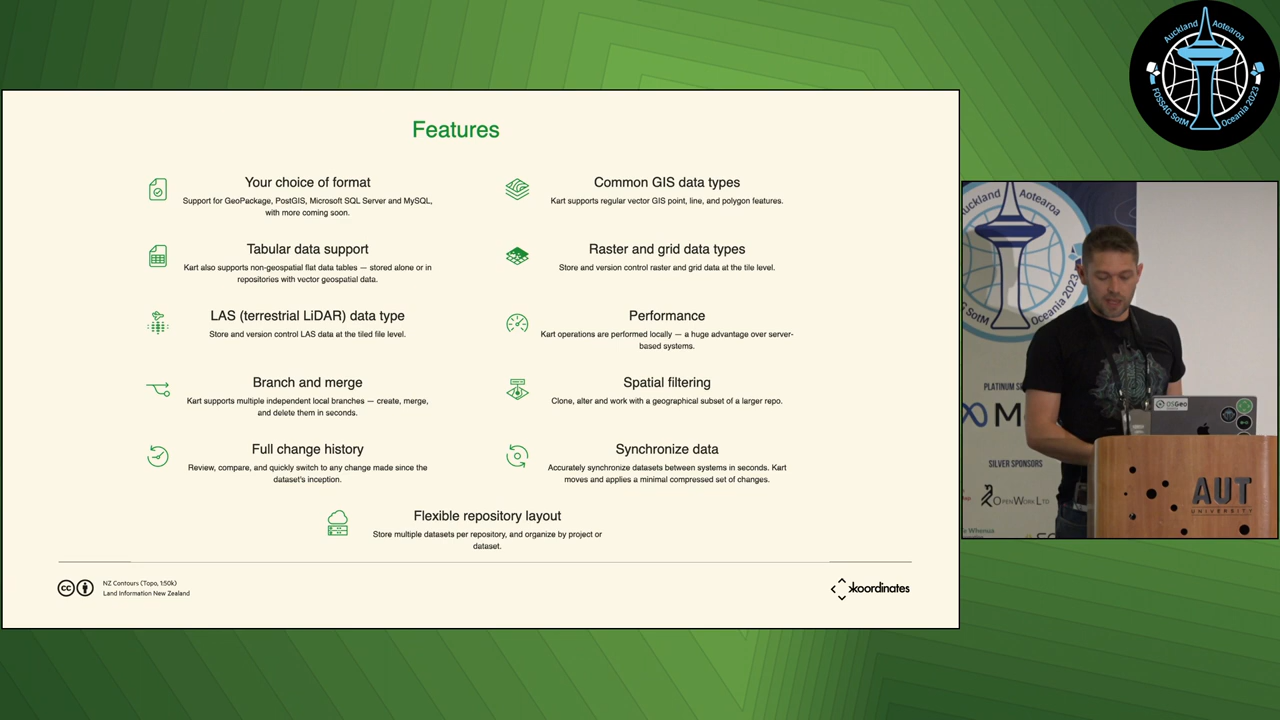 Features
Your choice of format
Support for GeoPackage, PostGIS, Microsoft SQL Server and MySQL,
with more coming soon.
Common GIS data types
Kart supports regular vector GIS point, line, and polygon features.
Tabular data support
Kart also supports non-geospatial flat data tables — stored alone or in
repositories with vector geospatial data.
Raster and grid data types
Store and version control raster and grid data at the tile level.
LAS (terrestrial LiDAR) data type
Store and version control LAS data at the tiled file level.
Performance
Kart operations are performed locally — a huge advantage over server-
based systems.
Branch and merge
Kart supports multiple independent local branches — create, merge,
and delete them in seconds.
Spatial filtering
Clone, alter and work with a geographical subset of a larger repo.
Full change history
Review, compare, and quickly switch to any change made since the
dataset's inception.
Synchronize data
Accurately synchronize datasets between systems in seconds. Kart
moves and applies a minimal compressed set of changes.
Flexible repository layout
Store multiple datasets per repository, and organize by project or
dataset.
cc
NZ Contours (Topo, 1:50k)
Land Information New Zealand
koordinates
Auckland Aotearoa
FOSS4G SotM Oceania 2023
Auckland
Oceania 2023
PLATINUM
M
SILVER SPONSORS
OPENWORK LTD
OSGeo
AUT
UNIVERSITY